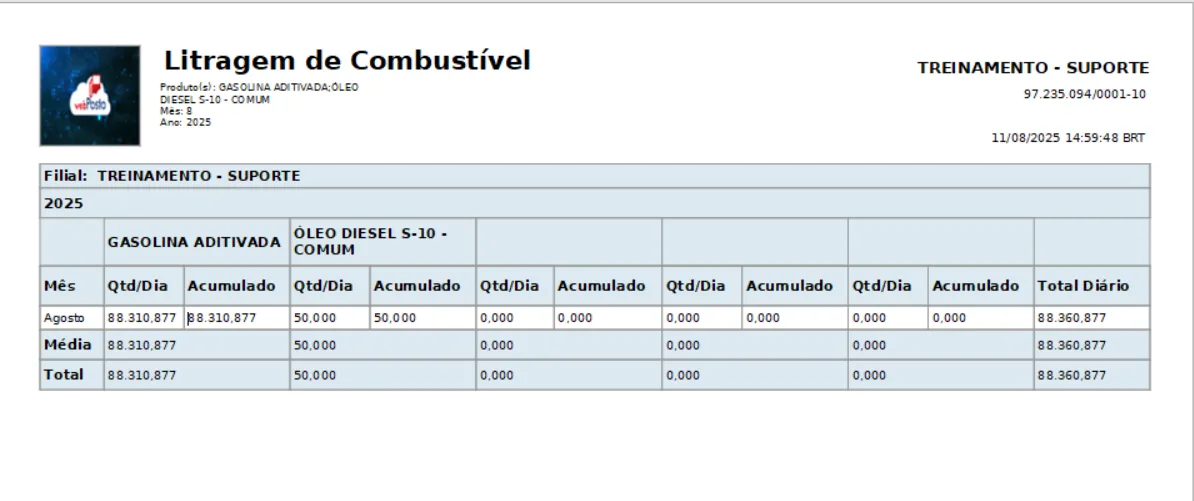 Litragem de Combustível
Produto(s): GASOLINA ADITIVADA;ÓLEO
DIESEL S-10 - COMUM
Mês: 8
Ano: 2025
webPosto
TREINAMENTO - SUPORTE
97.235.094/0001-10
11/08/2025 14:59:48 BRT
Filial: TREINAMENTO - SUPORTE
2025
GASOLINA ADITIVADA ÓLEO DIESEL S-10 -
COMUM
Mês Qtd/Dia Acumulado Qtd/Dia Acumulado Qtd/Dia Acumulado Qtd/Dia Acumulado Qtd/Dia Acumulado Total Diário
Agosto 88.310,877 88.310,877 50,000 50,000 0,000 0,000 0,000 0,000 0,000 0,000 88.360,877
Média 88.310,877 50,000 0,000 0,000 0,000 88.360,877
Total 88.310,877 50,000 0,000 0,000 0,000 88.360,877